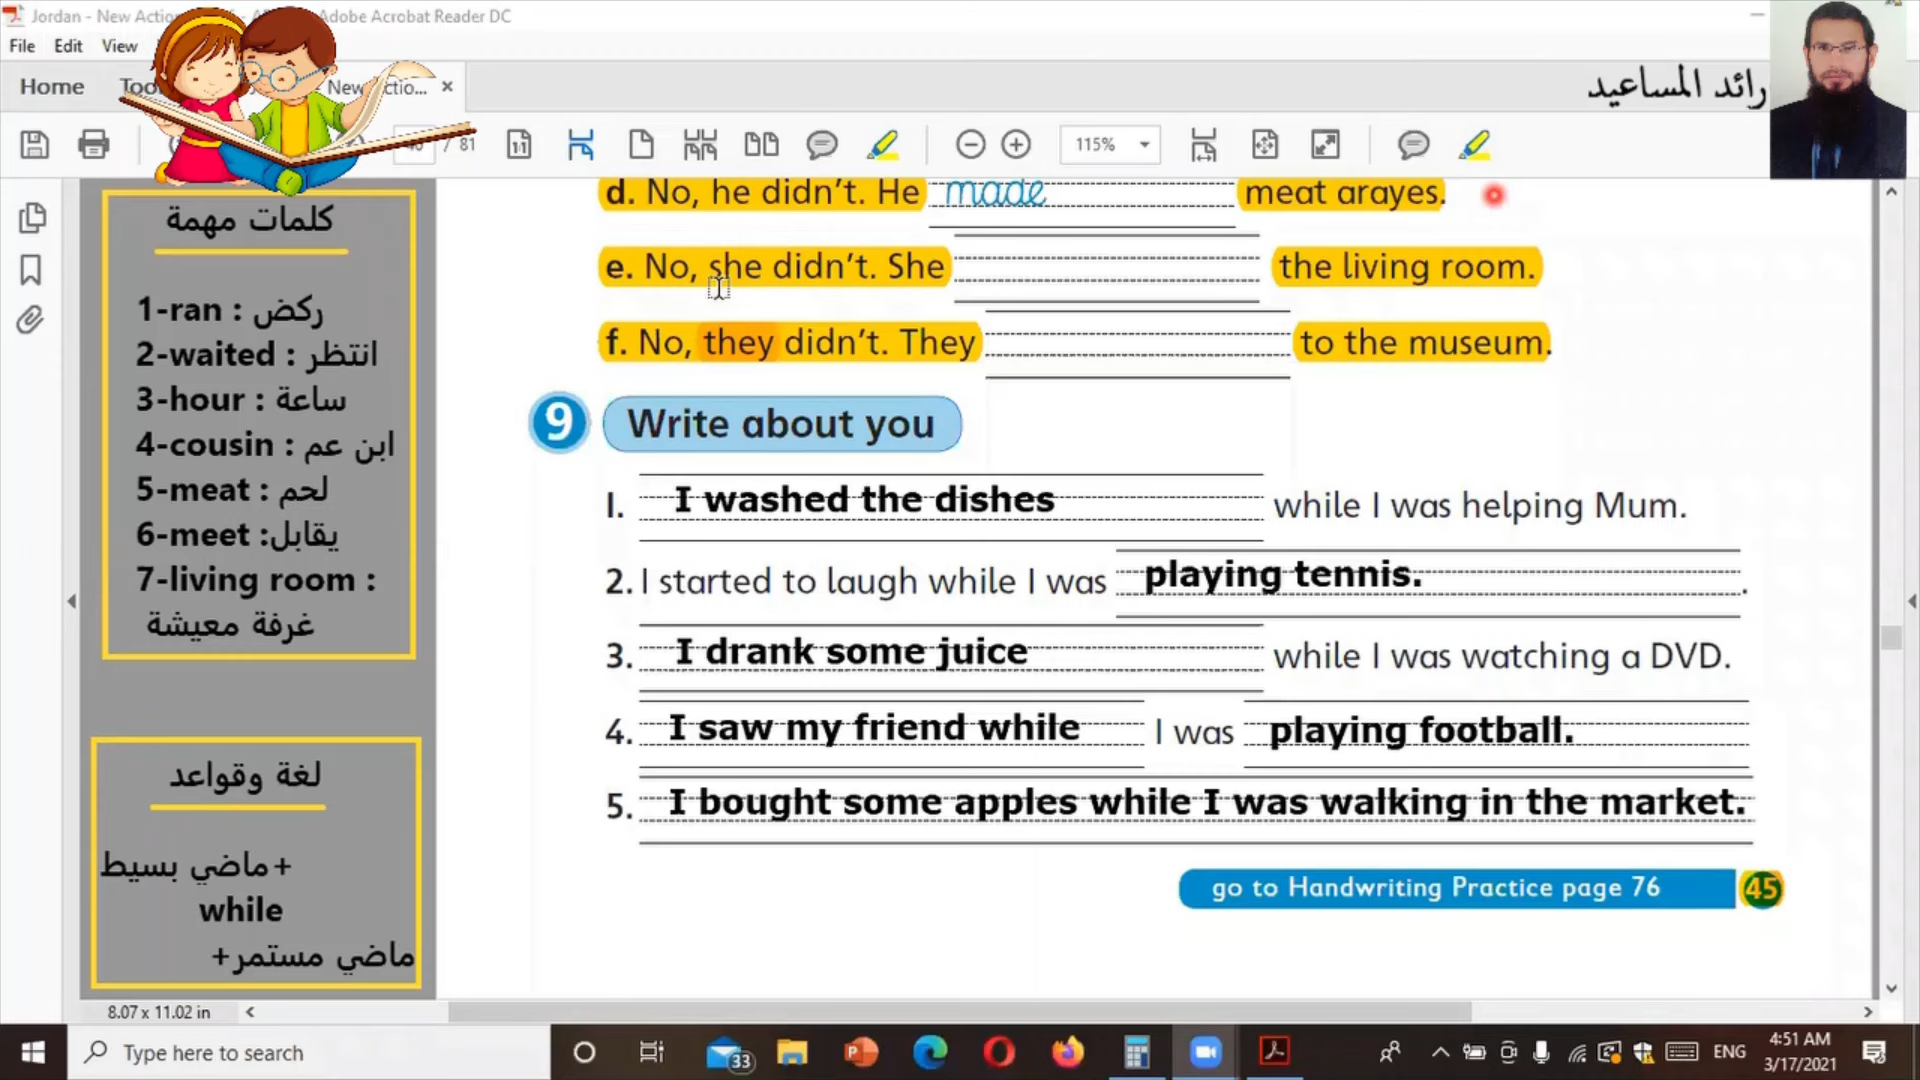 Jordan - New Actio
Adobe Acrobat Reader DC
File Edit View
Home
New Actio...
رائد المساعيد
/ 81
115%
كلمات مهمة
1-ran : ركض
2-waited : انتظر
3-hour : ساعة
4-cousin : ابن عم
5-meat : لحم
6-meet :يقابل
7-living room :
غرفة معيشة
لغة وقواعد
ماضي بسيط+
while
+ماضي مستمر
d. No, he didn't. He made meat arayes.
e. No, she didn't. She the living room.
f. No, they didn't. They to the museum.
9 Write about you
1. I washed the dishes while I was helping Mum.
2. I started to laugh while I was playing tennis. .
3. I drank some juice while I was watching a DVD.
4. I saw my friend while I was playing football.
5. I bought some apples while I was walking in the market.
go to Handwriting Practice page 76 45
8.07 x 11.02 in
Type here to search
33
ENG
4:51 AM
3/17/2021